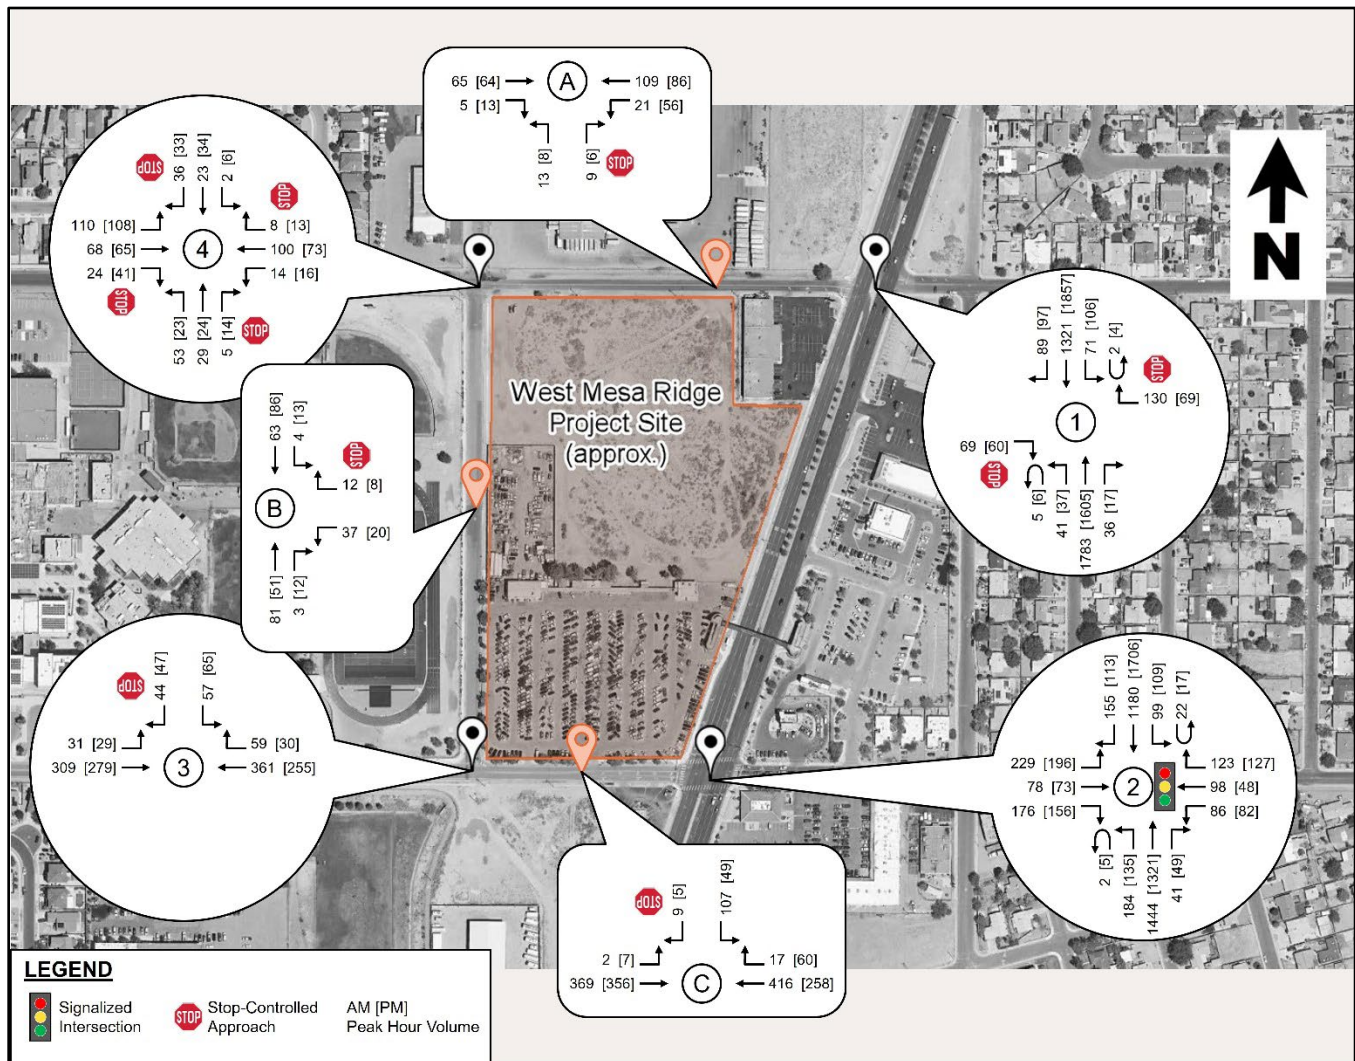 A
65 [64]
109 [86]
5 [13]
21 [56]
13 [8]
9 [6]
STOP
STOP
36 [33]
23 [34]
2 [6]
STOP
110 [108]
8 [13]
68 [65]
4
100 [73]
24 [41]
14 [16]
STOP
53 [23]
29 [24]
5 [14]
STOP
N
89 [97]
1321 [1857]
71 [106]
2 [4]
STOP
130 [69]
1
69 [60]
STOP
5 [6]
41 [37]
1783 [1605]
36 [17]
West Mesa Ridge
Project Site
(approx.)
63 [86]
4 [13]
STOP
12 [8]
B
37 [20]
81 [51]
3 [12]
STOP
44 [47]
57 [65]
31 [29]
59 [30]
309 [279]
3
361 [255]
155 [113]
1180 [1706]
99 [109]
22 [17]
229 [196]
123 [127]
78 [73]
2
98 [48]
176 [156]
86 [82]
2 [5]
184 [135]
1444 [1321]
41 [49]
STOP
9 [5]
107 [49]
2 [7]
17 [60]
369 [356]
C
416 [258]
LEGEND
Signalized
Intersection
STOP
Stop-Controlled
Approach
AM [PM]
Peak Hour Volume